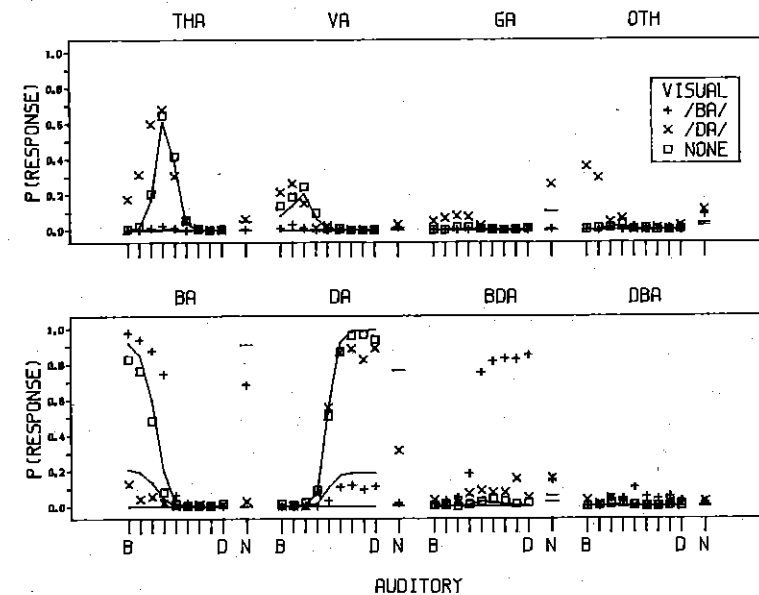 THA VA GA OTH
P(RESPONSE)
1.0
0.8
0.6
0.4
0.2
0.0
VISUAL
+ /BA/
× /DA/
□ NONE
BA DA BDA DBA
P(RESPONSE)
1.0
0.8
0.6
0.4
0.2
0.0
B D N B D N B D N B D N
AUDITORY